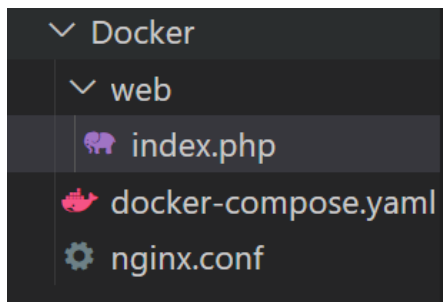 Docker
web
index.php
docker-compose.yaml
nginx.conf